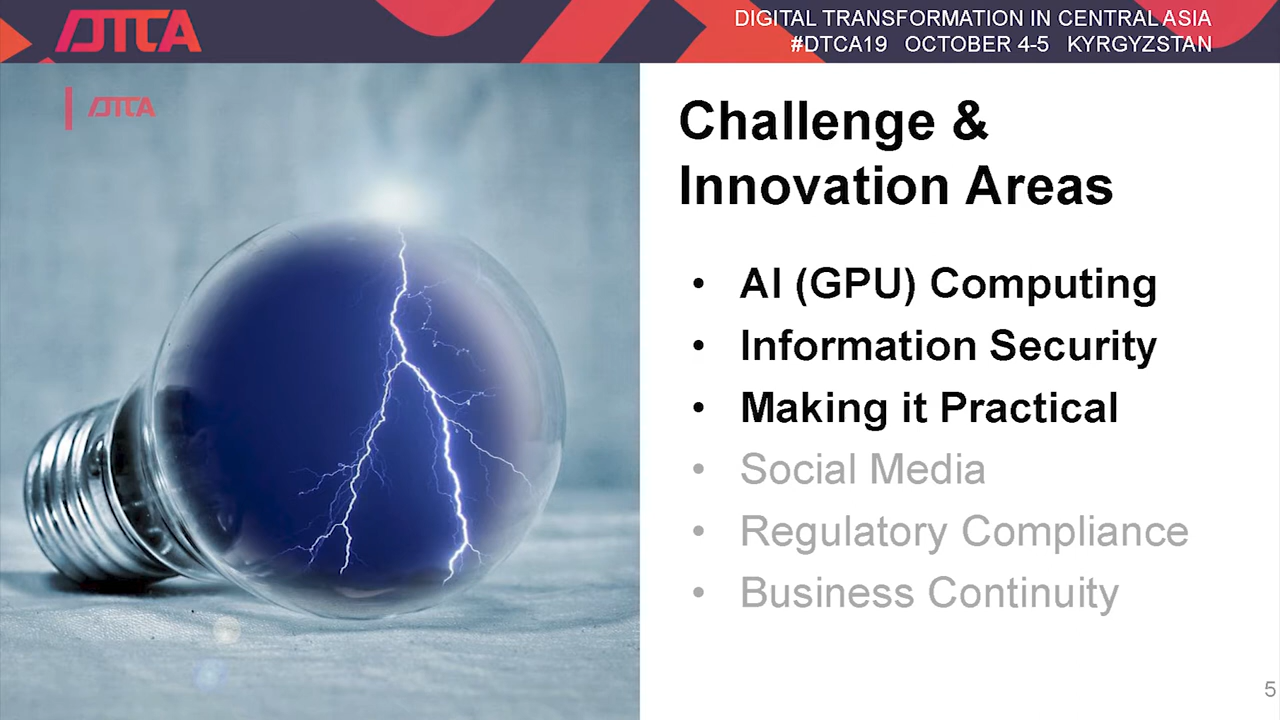 DTCA
DIGITAL TRANSFORMATION IN CENTRAL ASIA
#DTCA19 OCTOBER 4-5 KYRGYZSTAN
DTCA
Challenge &
Innovation Areas
• AI (GPU) Computing
• Information Security
• Making it Practical
• Social Media
• Regulatory Compliance
• Business Continuity
5